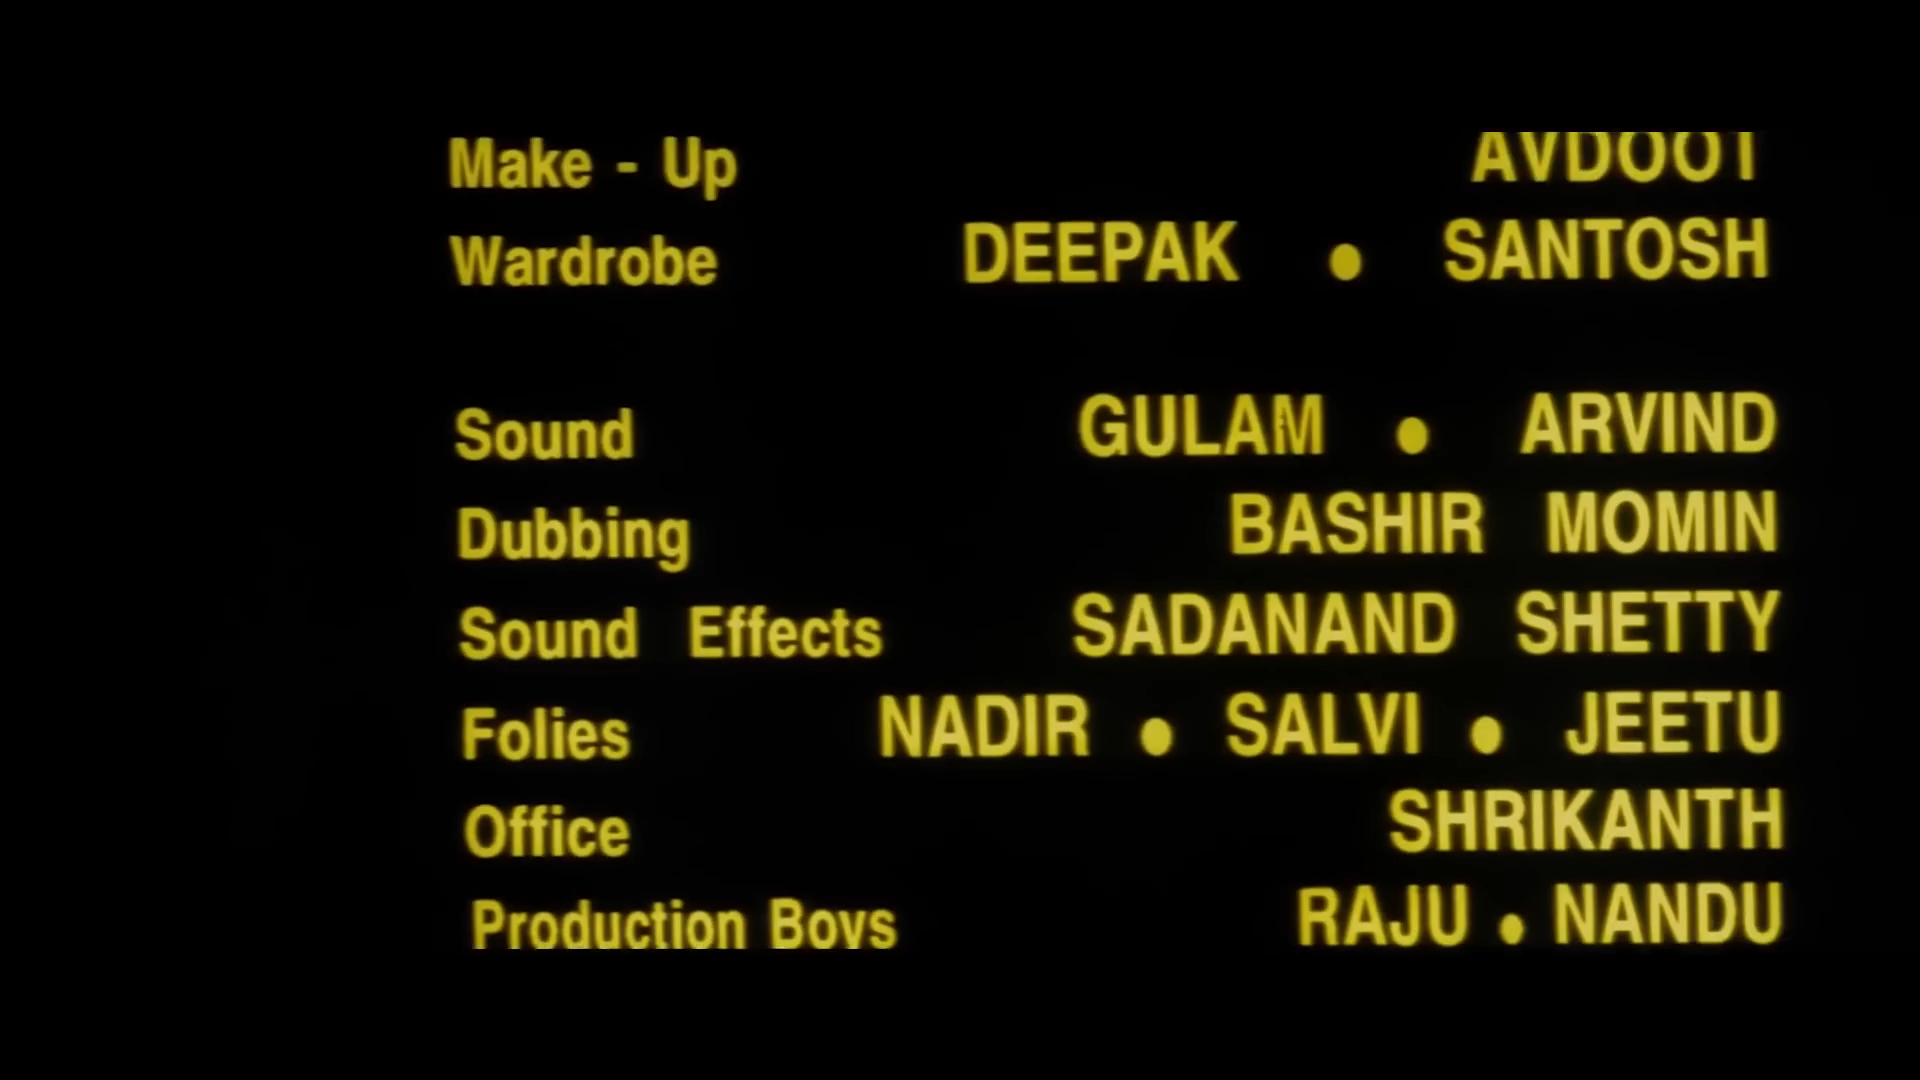 Make - Up AVDOOT
Wardrobe DEEPAK • SANTOSH
Sound GULAM • ARVIND
Dubbing BASHIR MOMIN
Sound Effects SADANAND SHETTY
Folies NADIR • SALVI • JEETU
Office SHRIKANTH
Production Boys RAJU • NANDU